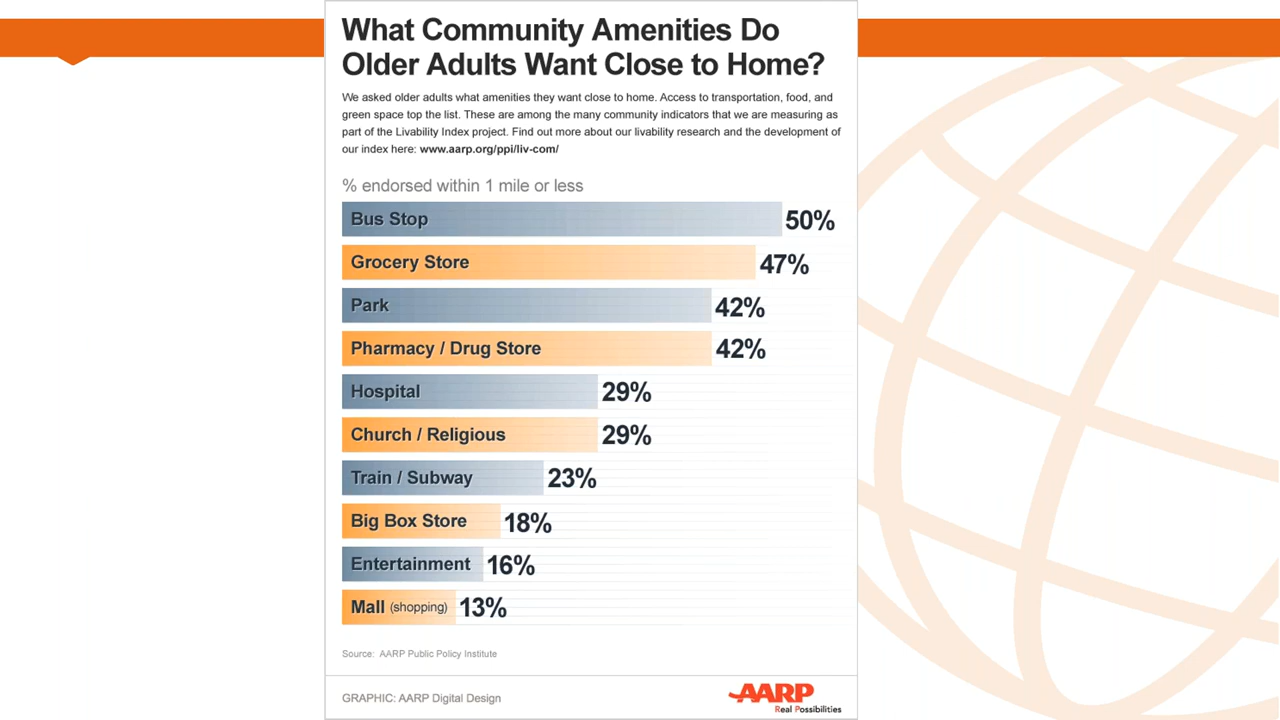 What Community Amenities Do
Older Adults Want Close to Home?
We asked older adults what amenities they want close to home. Access to transportation, food, and
green space top the list. These are among the many community indicators that we are measuring as
part of the Livability Index project. Find out more about our livability research and the development of
our index here: www.aarp.org/ppi/liv-com/
% endorsed within 1 mile or less
Bus Stop 50%
Grocery Store 47%
Park 42%
Pharmacy / Drug Store 42%
Hospital 29%
Church / Religious 29%
Train / Subway 23%
Big Box Store 18%
Entertainment 16%
Mall (shopping) 13%
Source: AARP Public Policy Institute
GRAPHIC: AARP Digital Design
AARP
Real Possibilities